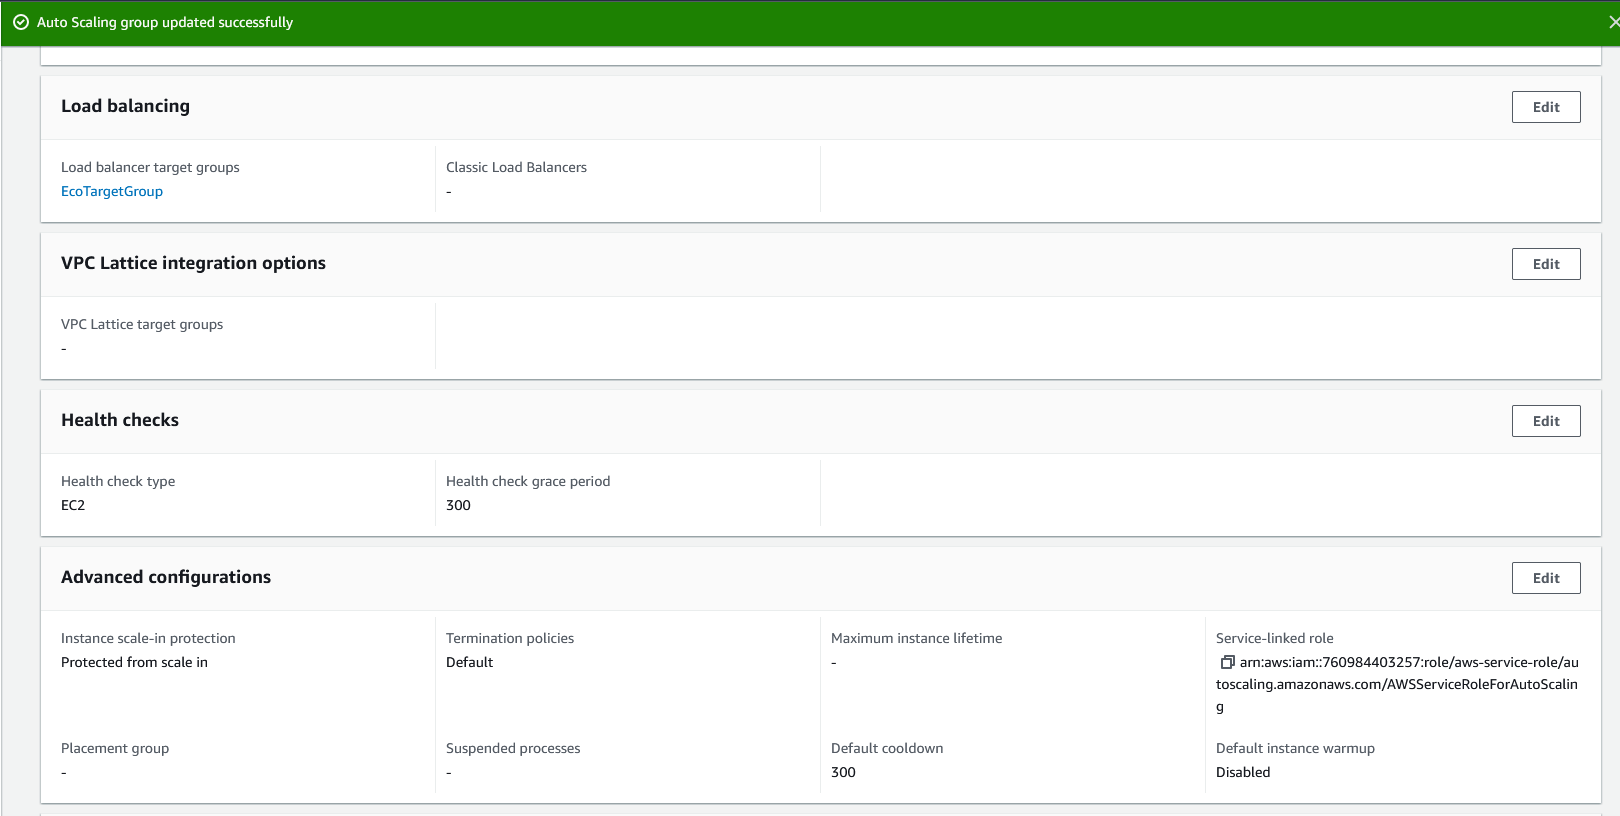 Auto Scaling group updated successfully
Load balancing
Edit
Load balancer target groups
Classic Load Balancers
EcoTargetGroup
-
VPC Lattice integration options
Edit
VPC Lattice target groups
-
Health checks
Edit
Health check type
Health check grace period
EC2
300
Advanced configurations
Edit
Instance scale-in protection
Protected from scale in
Termination policies
Default
Maximum instance lifetime
-
Service-linked role
arn:aws:iam::760984403257:role/aws-service-role/au
toscaling.amazonaws.com/AWSServiceRoleForAutoScalin
g
Placement group
-
Suspended processes
-
Default cooldown
300
Default instance warmup
Disabled